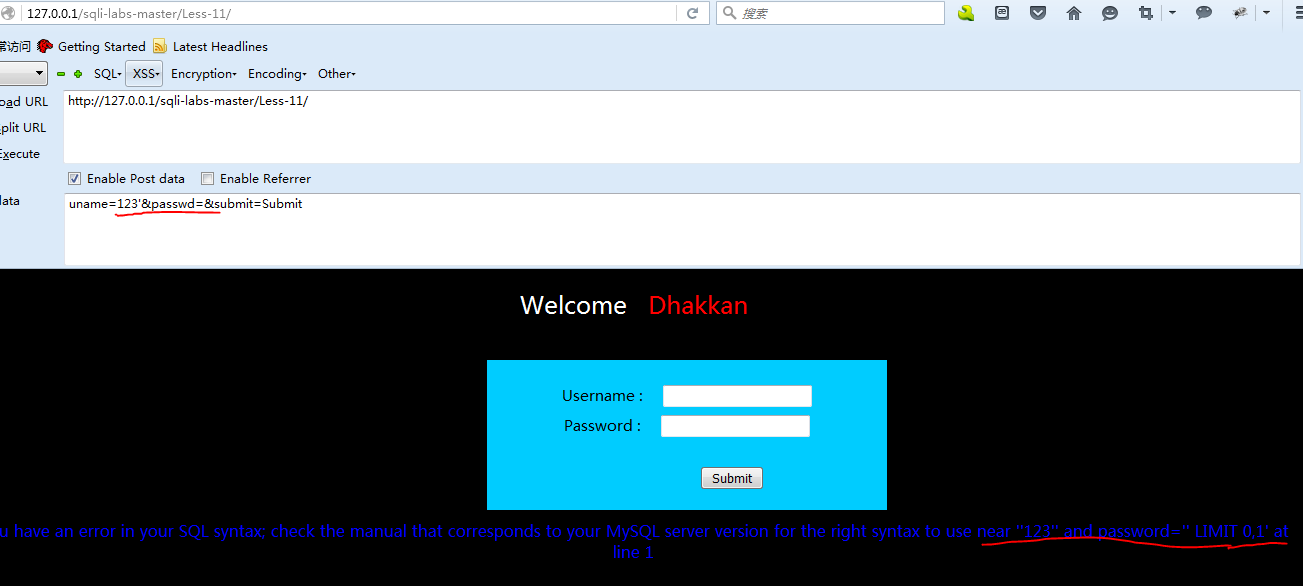 127.0.0.1/sqli-labs-master/Less-11/
搜索
常访问 Getting Started Latest Headlines
SQL XSS Encryption Encoding Other
oad URL http://127.0.0.1/sqli-labs-master/Less-11/
plit URL
Execute
Enable Post data Enable Referrer
data uname=123'&passwd=&submit=Submit
Welcome Dhakkan
Username :
Password :
Submit
u have an error in your SQL syntax; check the manual that corresponds to your MySQL server version for the right syntax to use near ''123'' and password='' LIMIT 0,1' at
line 1